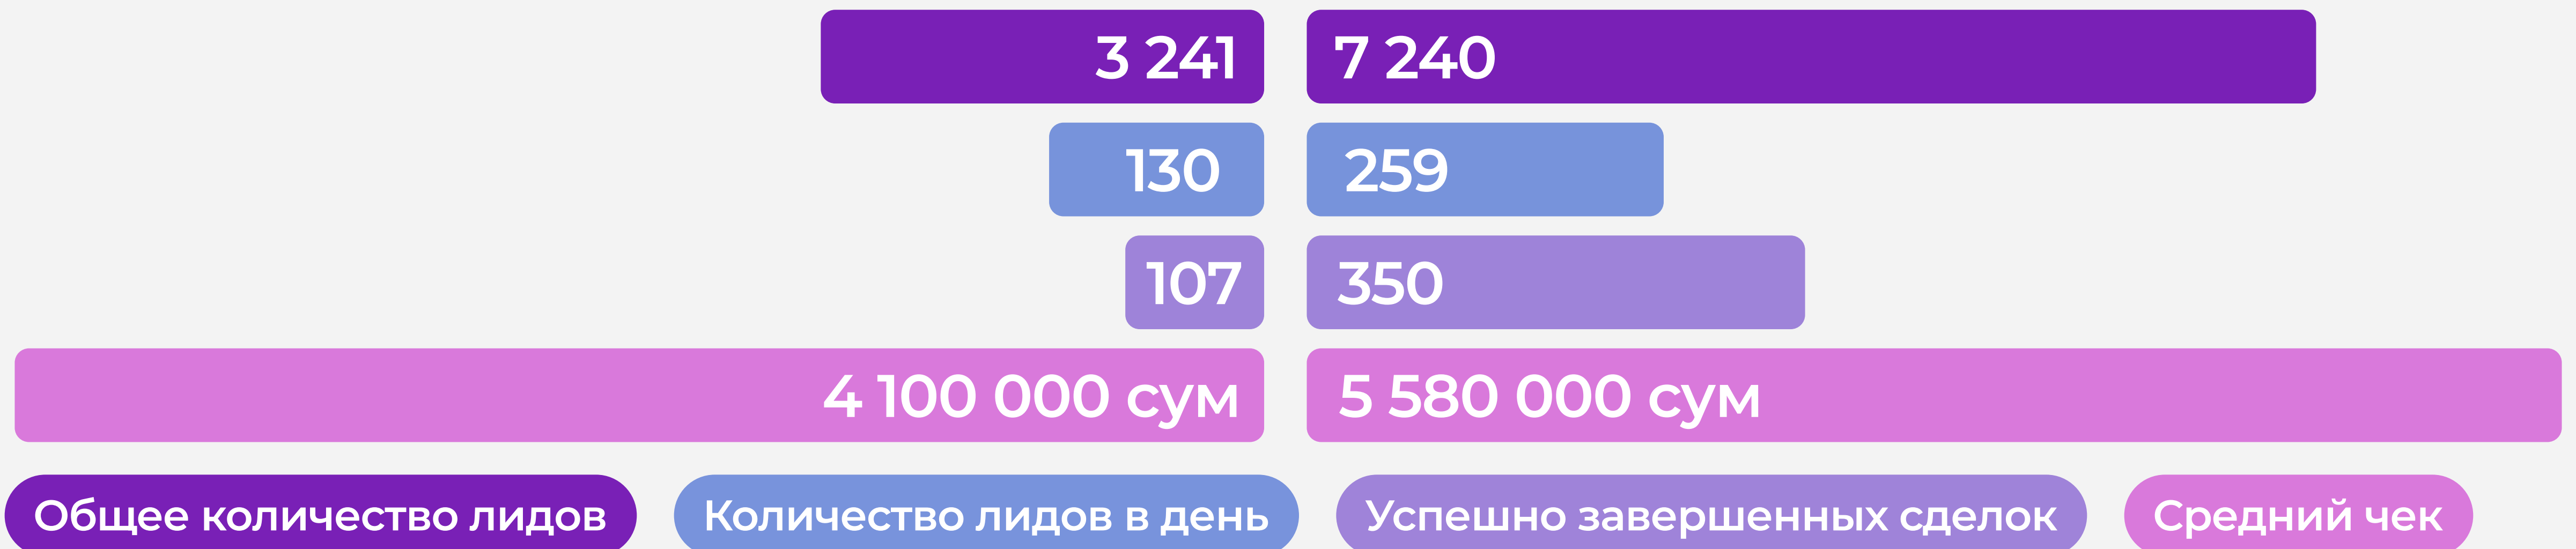 3 241 7 240
130 259
107 350
4 100 000 сум 5 580 000 сум
Общее количество лидов Количество лидов в день Успешно завершенных сделок Средний чек